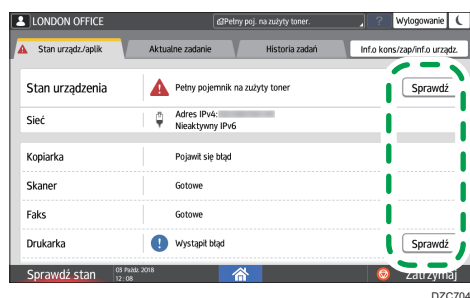 LONDON OFFICE
Pełny poj. na zużyty toner.
?
Wylogowanie
Stan urządz./aplik
Aktualne zadanie
Historia zadań
Inf.o kons/zap/inf.o urządz.
Stan urządzenia
Pełny pojemnik na zużyty toner
Sprawdź
Sieć
Adres IPv4:
Nieaktywny IPv6
Kopiarka
Pojawił się błąd
Skaner
Gotowe
Faks
Gotowe
Drukarka
Wystąpił błąd
Sprawdź
Sprawdź stan
03 Paźdz. 2018
12:08
Zatrzymaj
DZC704